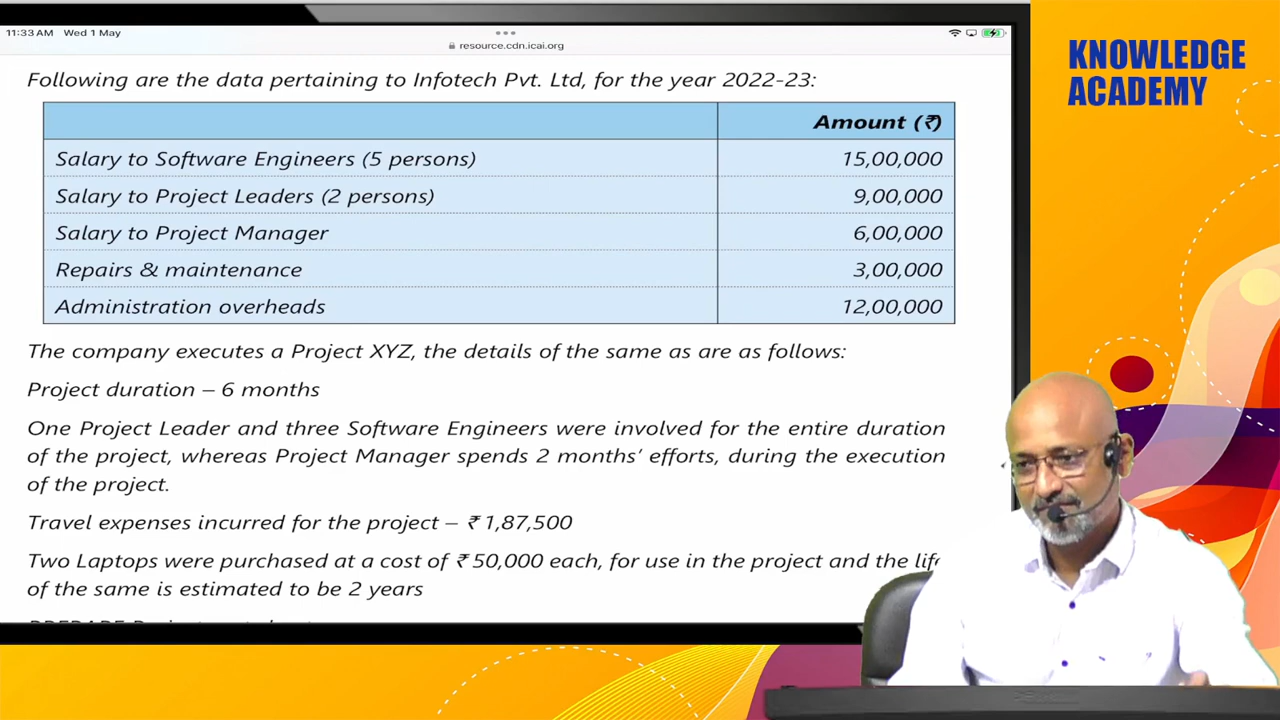 11:33 AM Wed 1 May
resource.cdn.icai.org
KNOWLEDGE
ACADEMY
Following are the data pertaining to Infotech Pvt. Ltd, for the year 2022-23:
Amount (₹)
Salary to Software Engineers (5 persons) 15,00,000
Salary to Project Leaders (2 persons) 9,00,000
Salary to Project Manager 6,00,000
Repairs & maintenance 3,00,000
Administration overheads 12,00,000
The company executes a Project XYZ, the details of the same as are as follows:
Project duration – 6 months
One Project Leader and three Software Engineers were involved for the entire duration
of the project, whereas Project Manager spends 2 months' efforts, during the execution
of the project.
Travel expenses incurred for the project – ₹ 1,87,500
Two Laptops were purchased at a cost of ₹ 50,000 each, for use in the project and the life
of the same is estimated to be 2 years